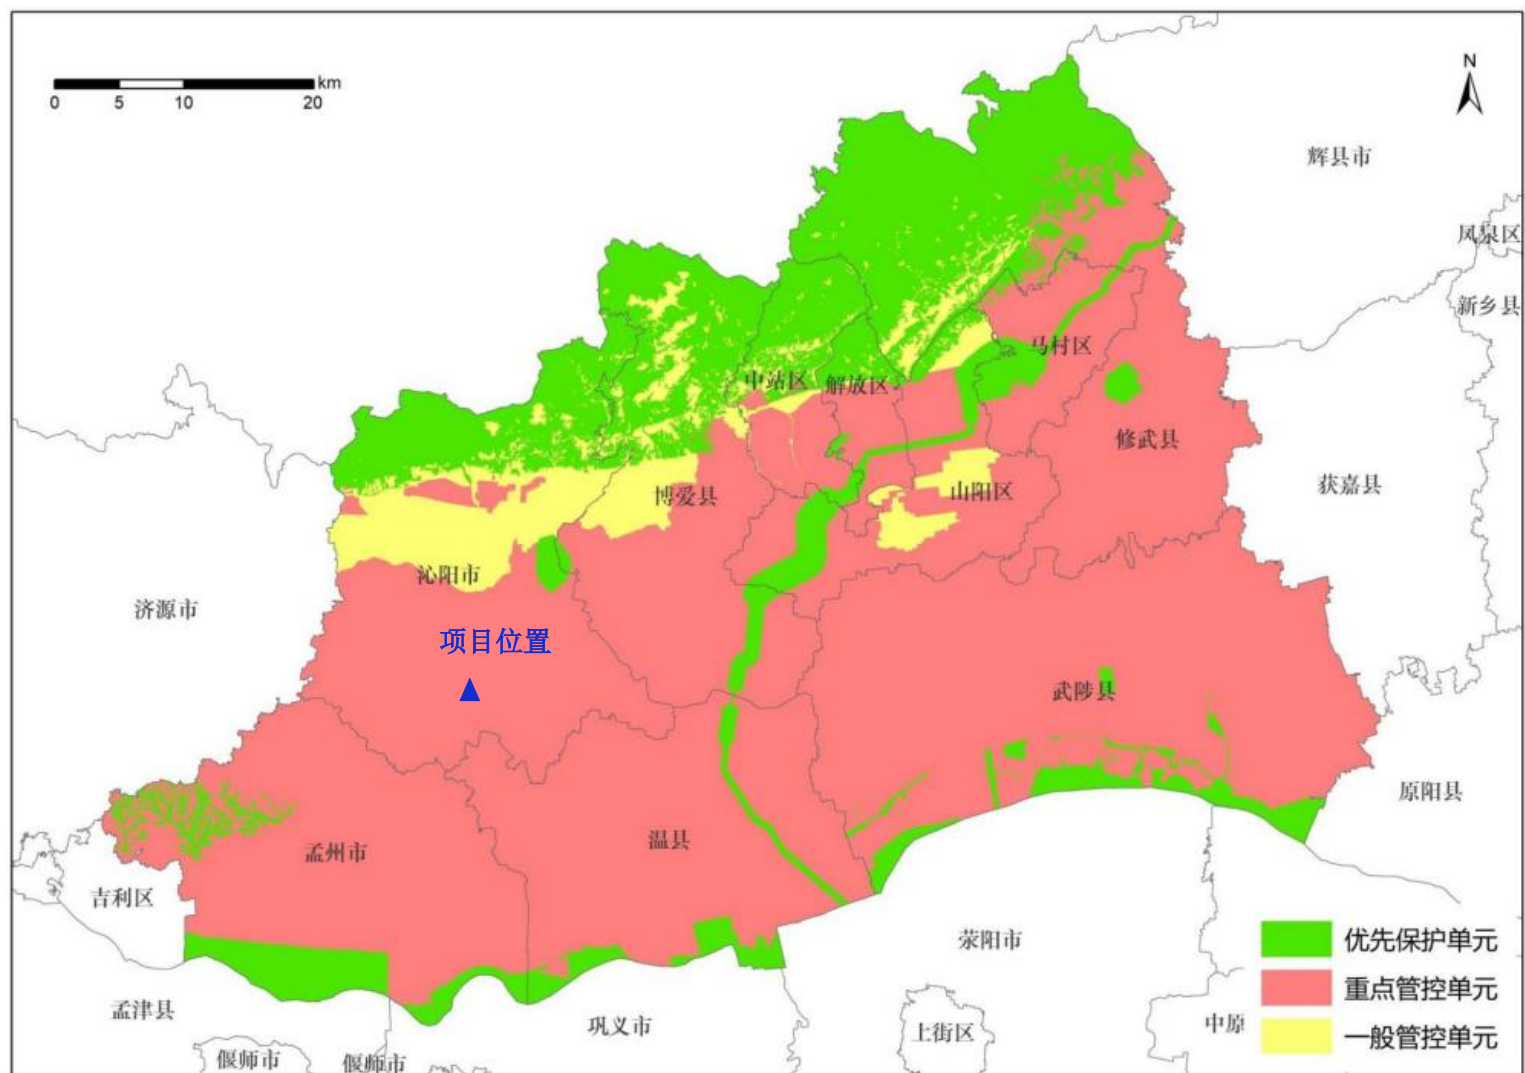 km
0 5 10 20
N
辉县市
凤泉区
新乡县
马村区
中站区
解放区
修武县
获嘉县
博爱县
山阳区
沁阳市
济源市
项目位置
武陟县
原阳县
温县
孟州市
吉利区
荥阳市
优先保护单元
重点管控单元
一般管控单元
孟津县
巩义市
上街区
中原
偃师市
偃师市